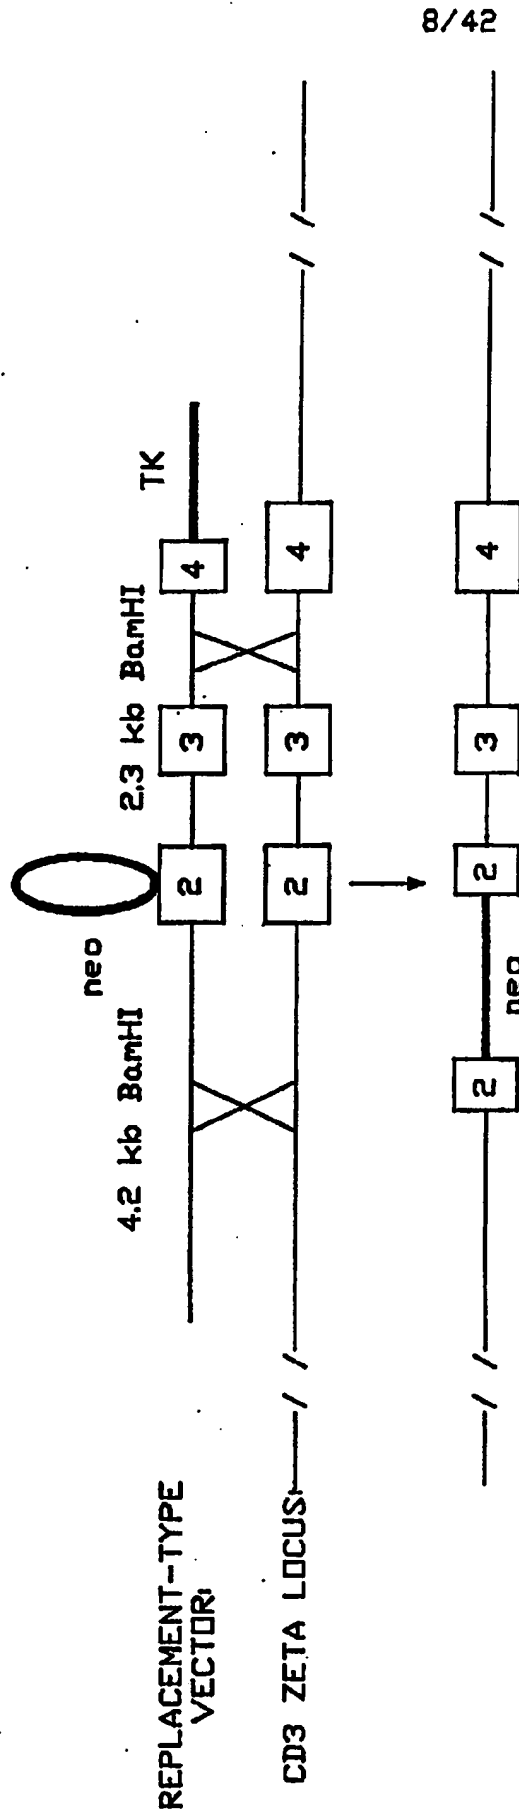 8/42
REPLACEMENT-TYPE
VECTOR:
4.2 kb BamHI
neo
2.3 kb BamHI
TK
2
3
4
CD3 ZETA LOCUS:
2
3
4
2
neo
2
3
4